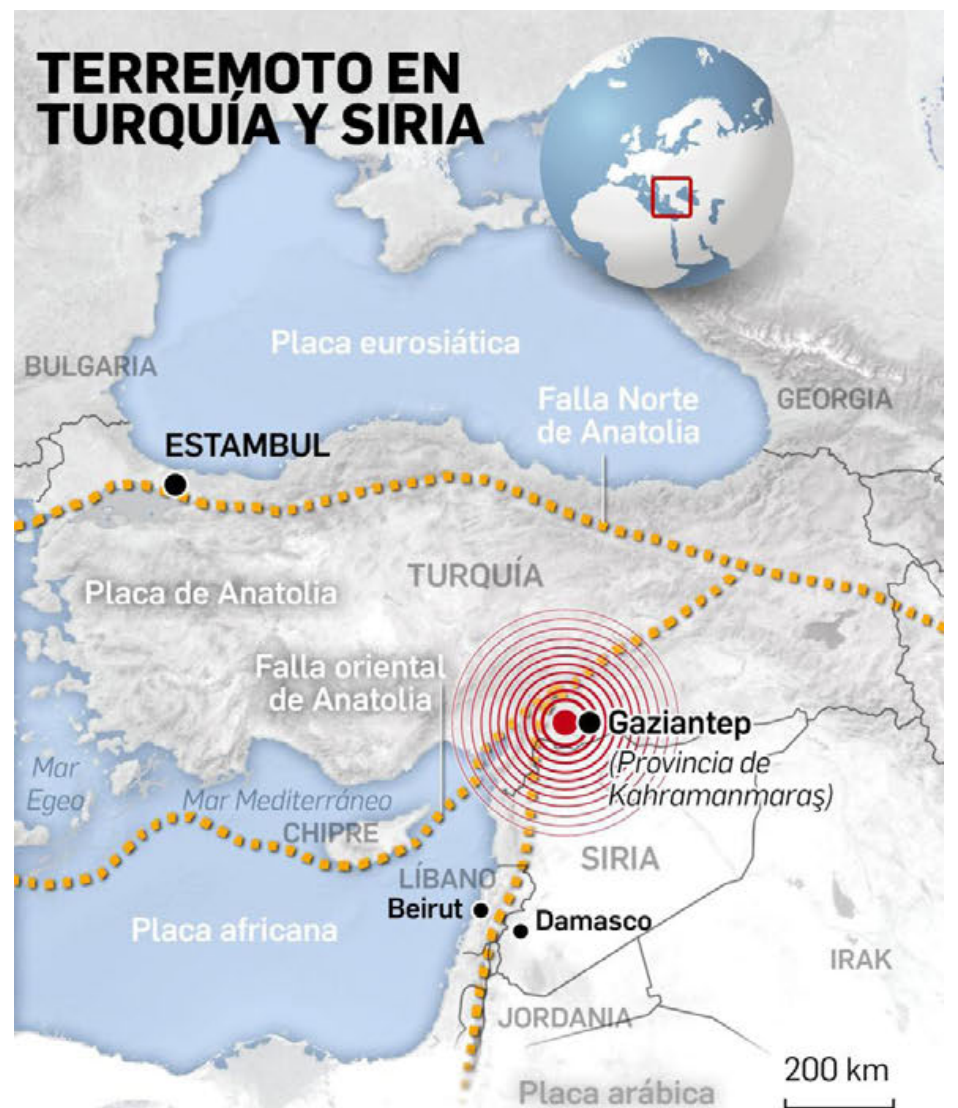 TERREMOTO EN
TURQUÍA Y SIRIA
Placa eurosiática
BULGARIA
Falla Norte
de Anatolia
GEORGIA
ESTAMBUL
TURQUÍA
Placa de Anatolia
Falla oriental
de Anatolia
Gaziantep
(Provincia de
Kahramanmaraş)
Mar
Egeo
Mar Mediterráneo
CHIPRE
SIRIA
LÍBANO
Beirut
Damasco
Placa africana
IRAK
JORDANIA
200 km
Placa arábica